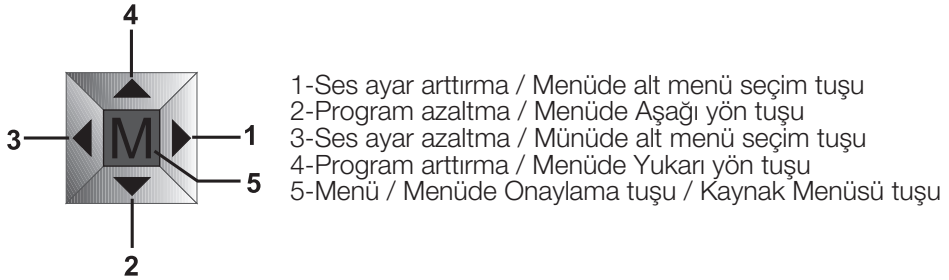 4
3
M
1
5
2
1-Ses ayar arttırma / Menüde alt menü seçim tuşu
2-Program azaltma / Menüde Aşağı yön tuşu
3-Ses ayar azaltma / Münüde alt menü seçim tuşu
4-Program arttırma / Menüde Yukarı yön tuşu
5-Menü / Menüde Onaylama tuşu / Kaynak Menüsü tuşu